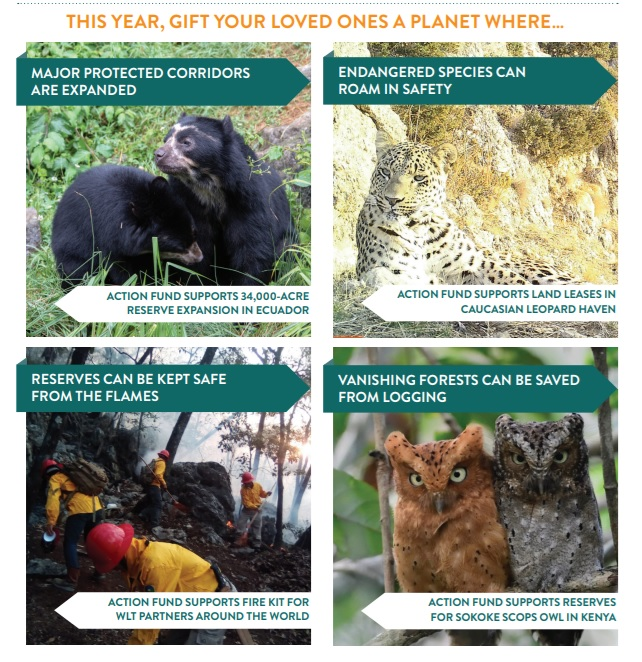 THIS YEAR, GIFT YOUR LOVED ONES A PLANET WHERE...
MAJOR PROTECTED CORRIDORS
ARE EXPANDED
ACTION FUND SUPPORTS 34,000-ACRE
RESERVE EXPANSION IN ECUADOR
ENDANGERED SPECIES CAN
ROAM IN SAFETY
ACTION FUND SUPPORTS LAND LEASES IN
CAUCASIAN LEOPARD HAVEN
RESERVES CAN BE KEPT SAFE
FROM THE FLAMES
ACTION FUND SUPPORTS FIRE KIT FOR
WLT PARTNERS AROUND THE WORLD
VANISHING FORESTS CAN BE SAVED
FROM LOGGING
ACTION FUND SUPPORTS RESERVES
FOR SOKOKE SCOPS OWL IN KENYA